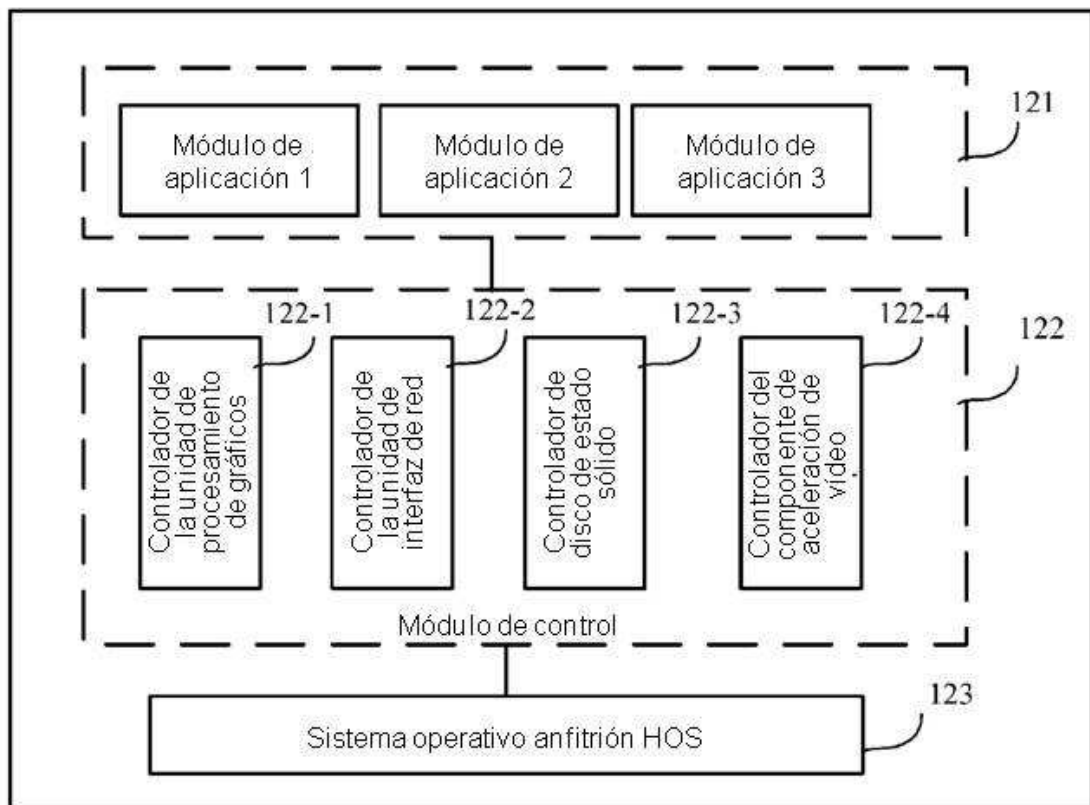 Módulo de
aplicación 1
Módulo de
aplicación 2
Módulo de
aplicación 3
121
122-1
122-2
122-3
122-4
122
Controlador de
la unidad de
procesamiento
de gráficos
Controlador de
la unidad de
interfaz de red
Controlador de
disco de estado
sólido
Controlador del
componente de
aceleración de
vídeo
Módulo de control
123
Sistema operativo anfitrión HOS